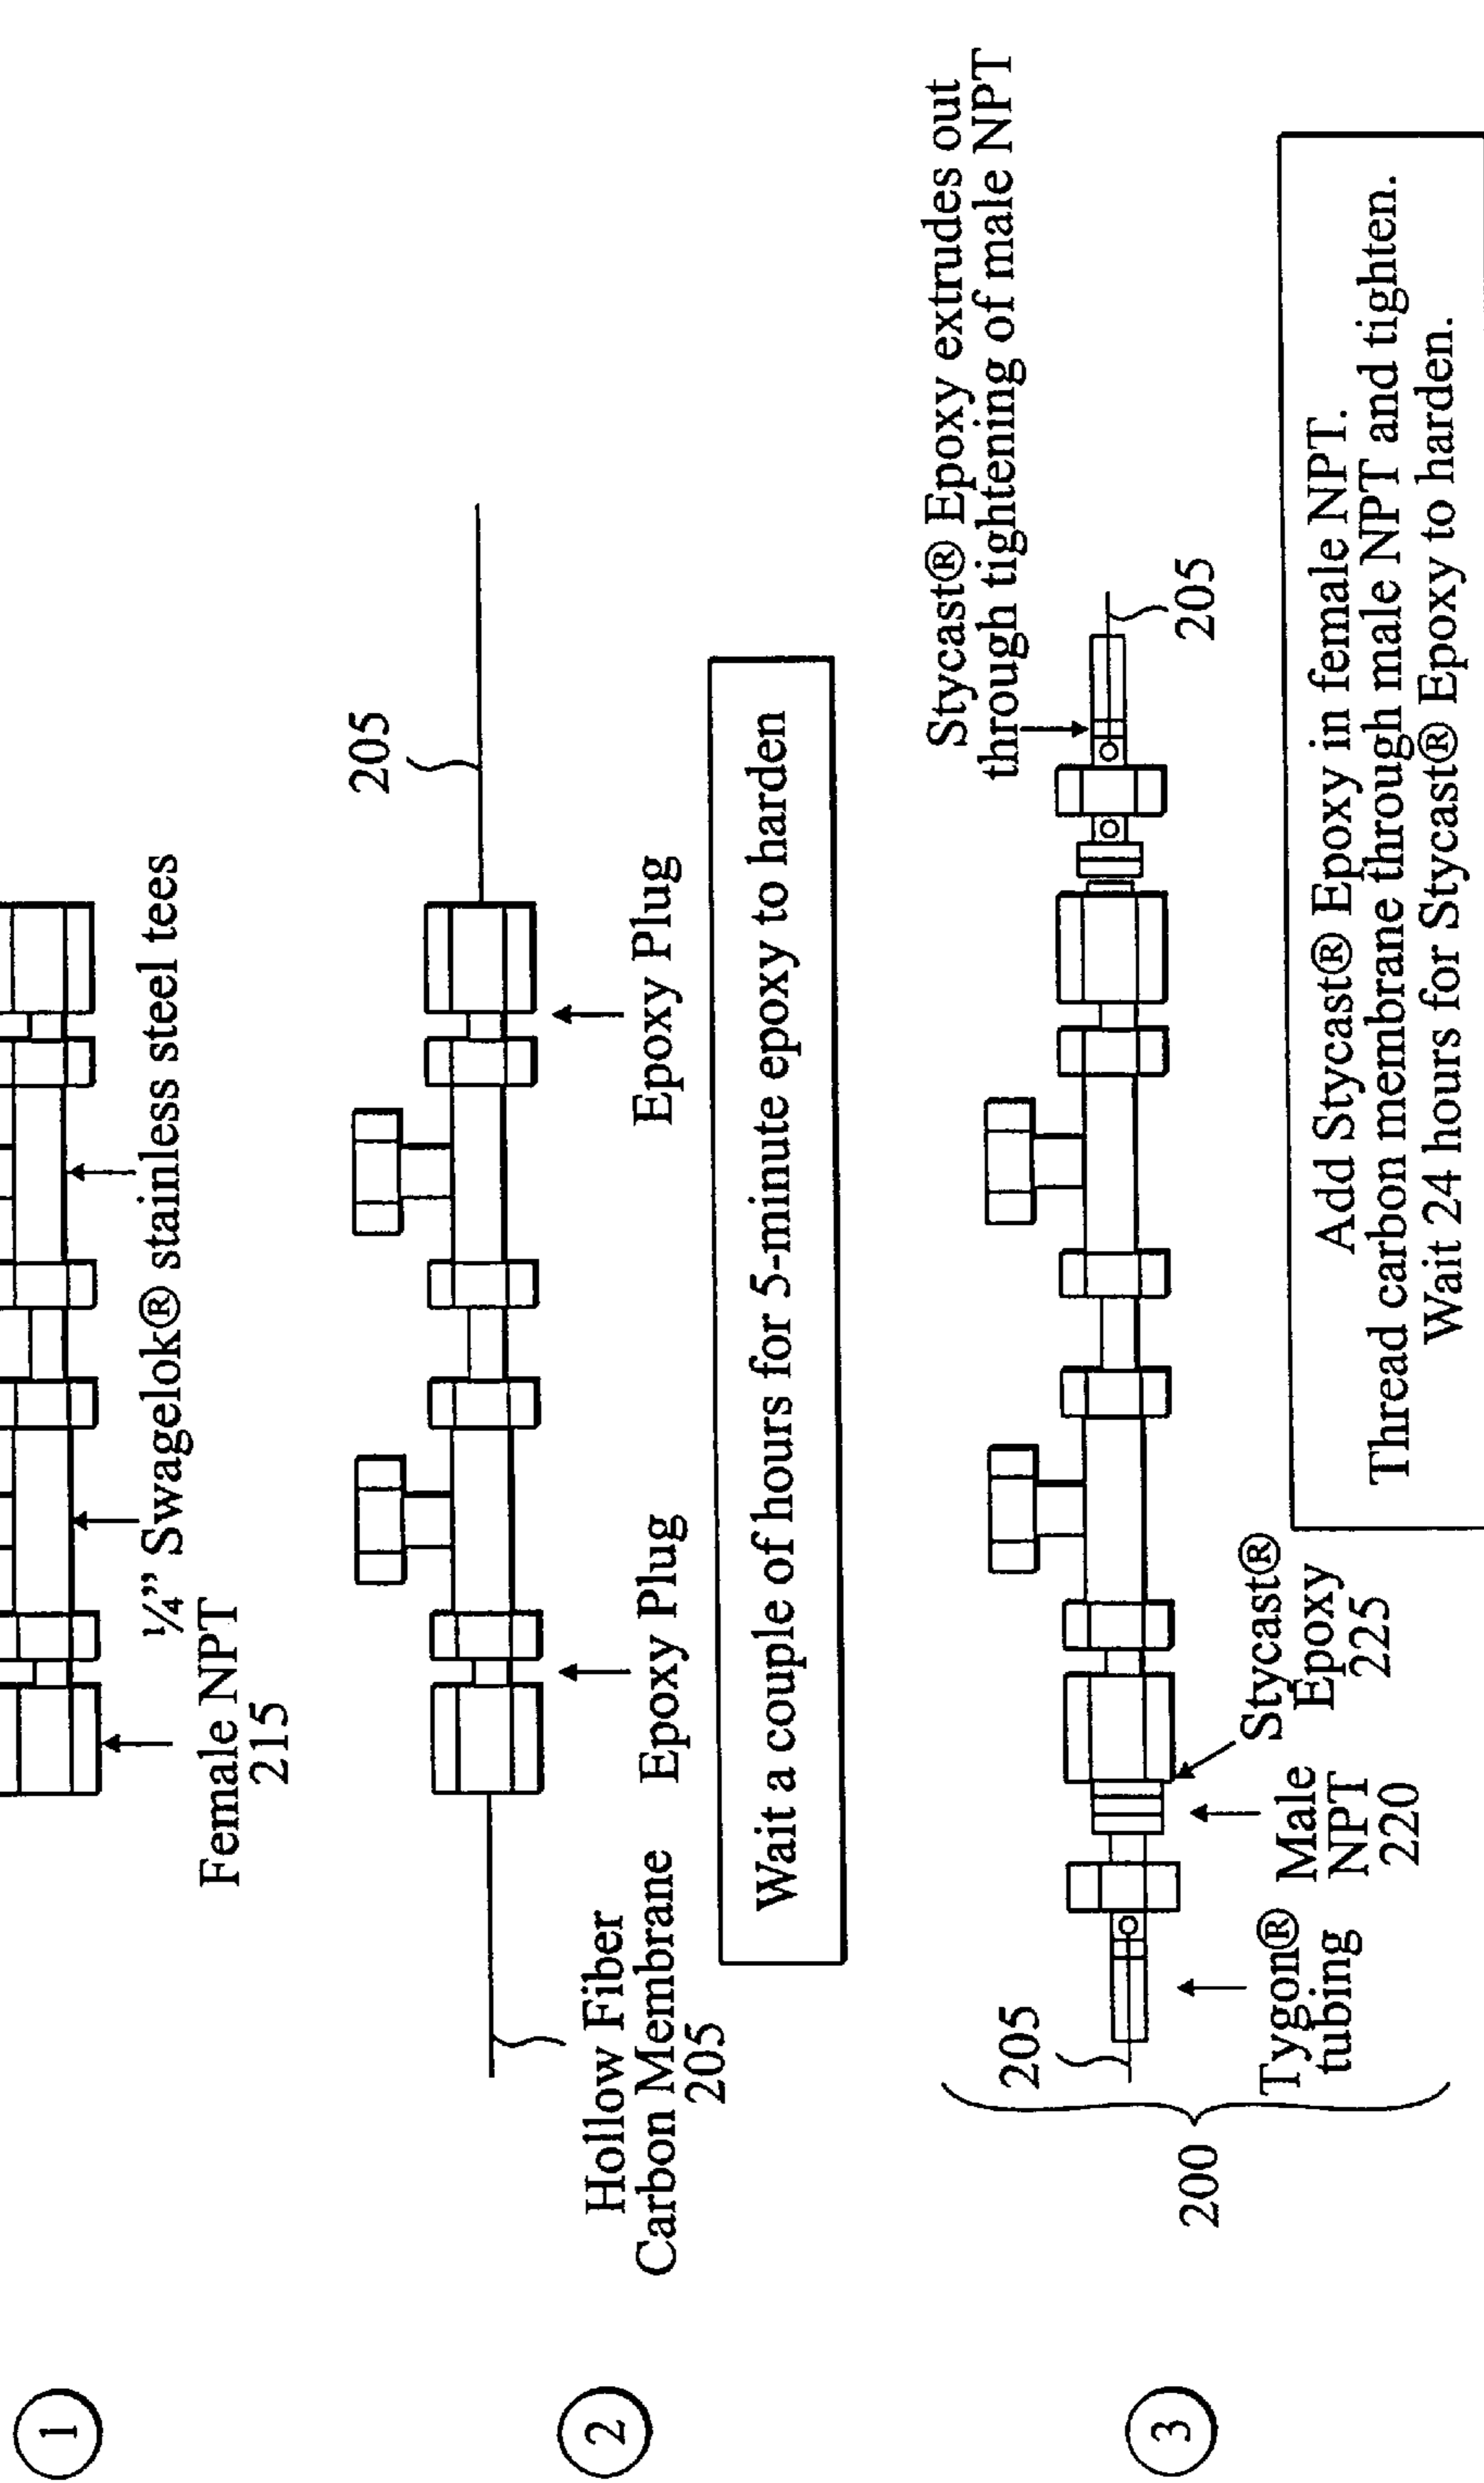 1
¼” Swagelok® stainless steel tees
Female NPT
215
2
205
Epoxy Plug
Epoxy Plug
Hollow Fiber
Carbon Membrane
205
Wait a couple of hours for 5-minute epoxy to harden
3
Stycast® Epoxy extrudes out
through tightening of male NPT
205
205
200
Tygon®
tubing
Male
NPT
220
Stycast®
Epoxy
225
Add Stycast® Epoxy in female NPT.
Thread carbon membrane through male NPT and tighten.
Wait 24 hours for Stycast® Epoxy to harden.